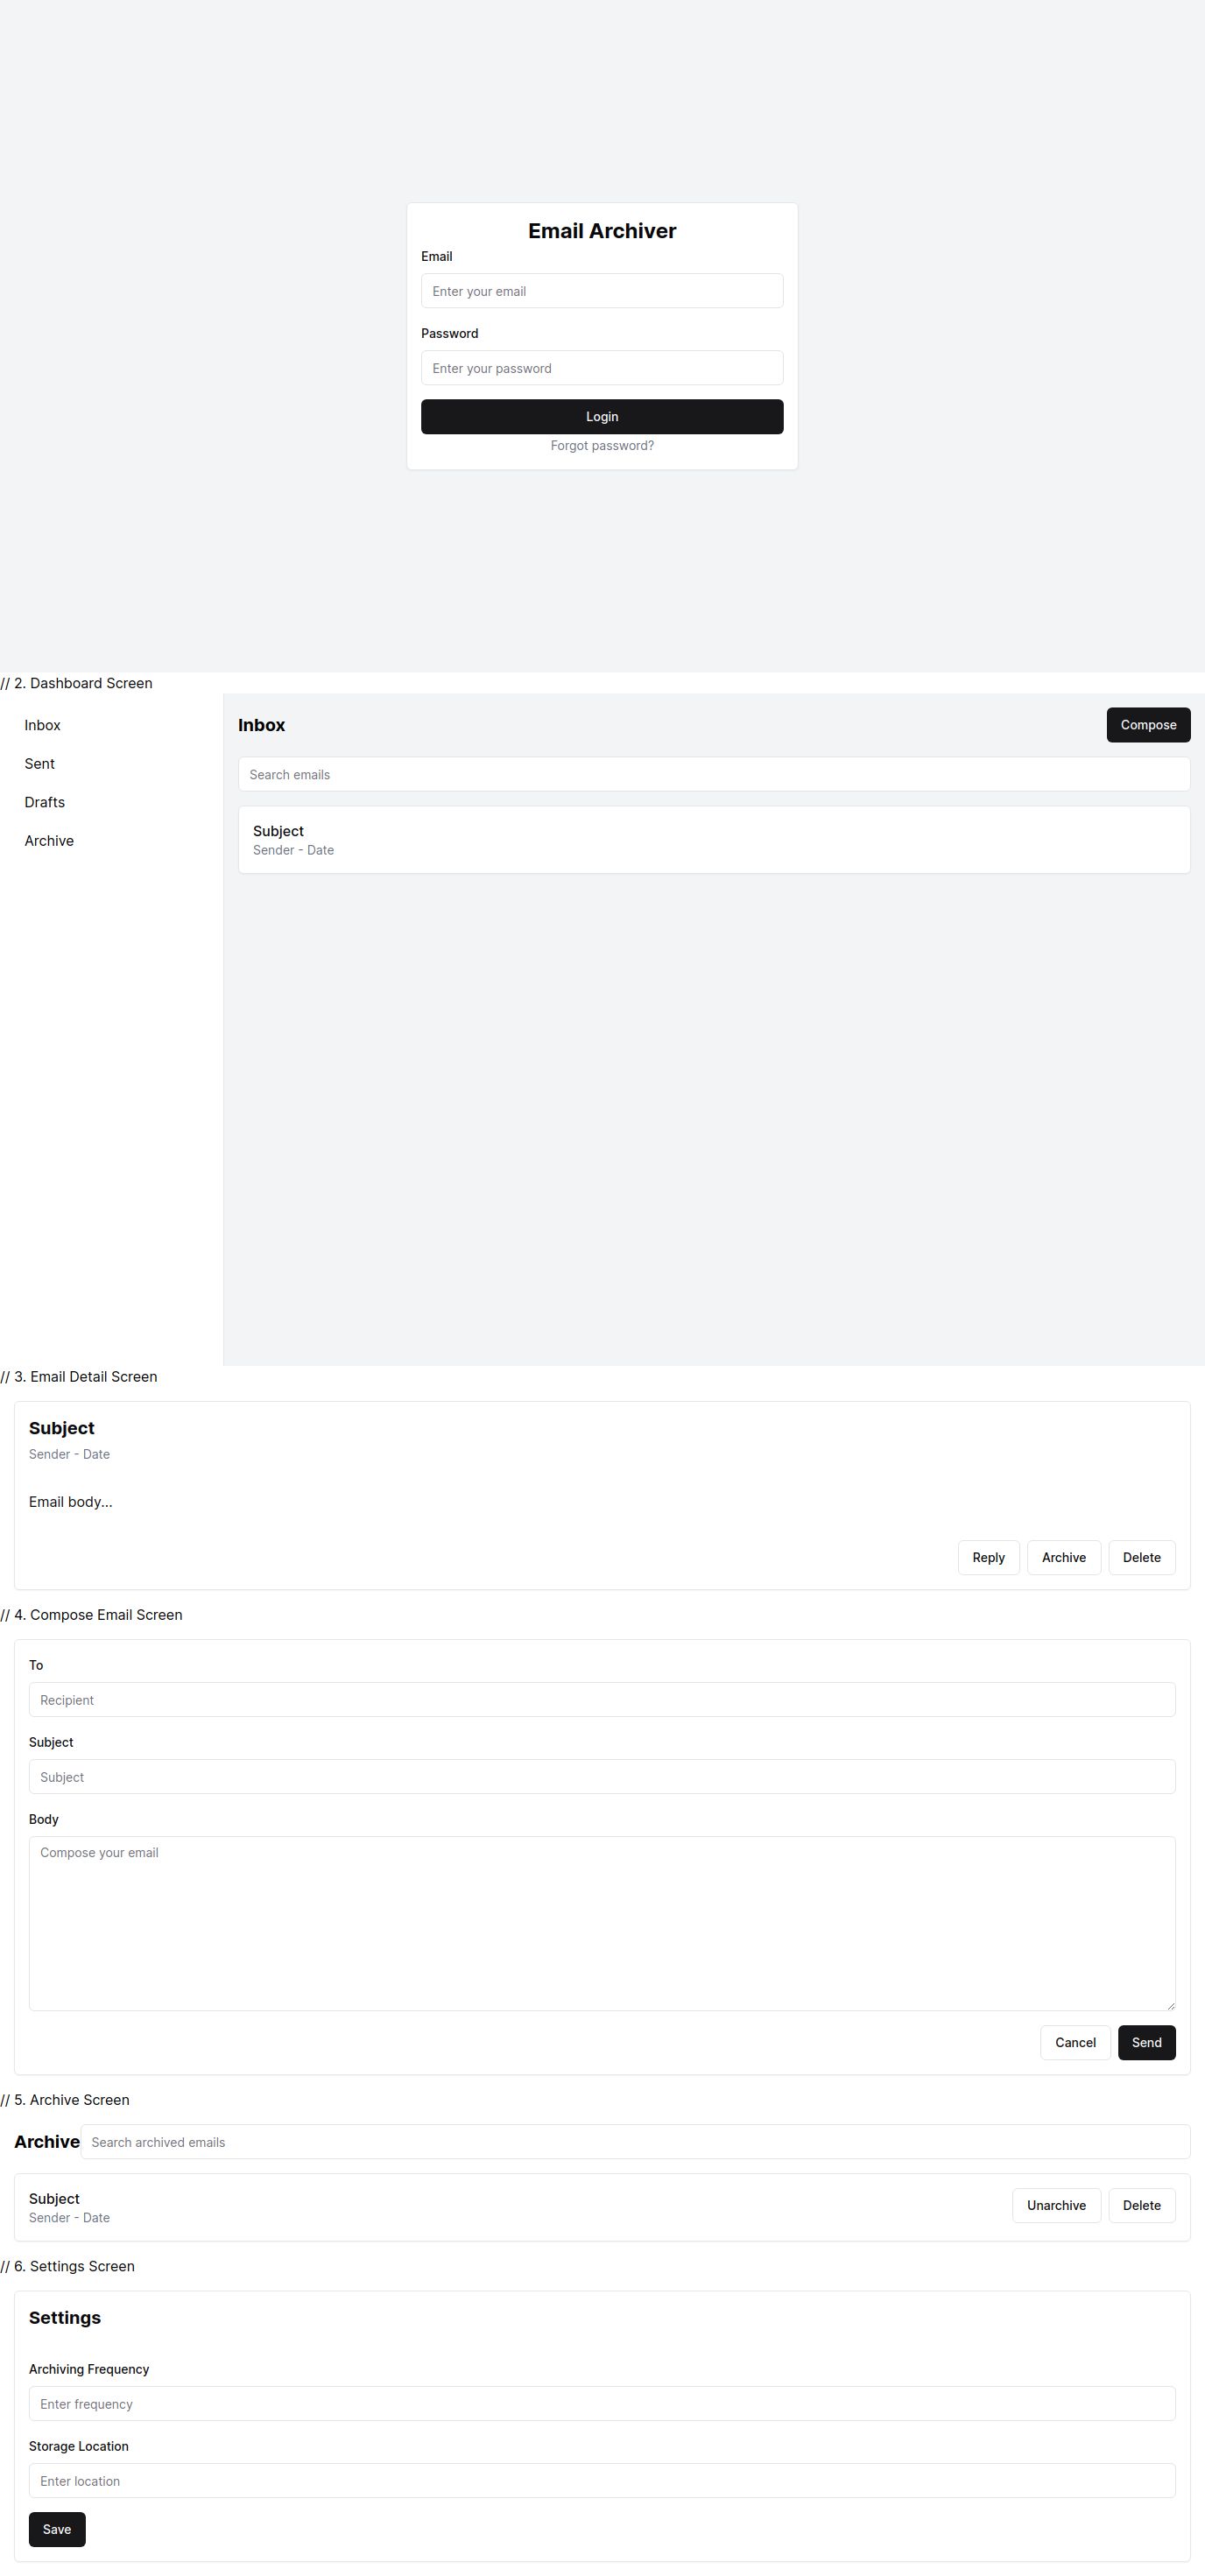 Email Archiver
Email
Enter your email
Password
Enter your password
Login
Forgot password?
// 2. Dashboard Screen
Inbox
Sent
Drafts
Archive
Inbox
Compose
Search emails
Subject
Sender - Date
// 3. Email Detail Screen
Subject
Sender - Date
Email body...
Reply
Archive
Delete
// 4. Compose Email Screen
To
Recipient
Subject
Subject
Body
Compose your email
Cancel
Send
// 5. Archive Screen
Archive
Search archived emails
Subject
Sender - Date
Unarchive
Delete
// 6. Settings Screen
Settings
Archiving Frequency
Enter frequency
Storage Location
Enter location
Save